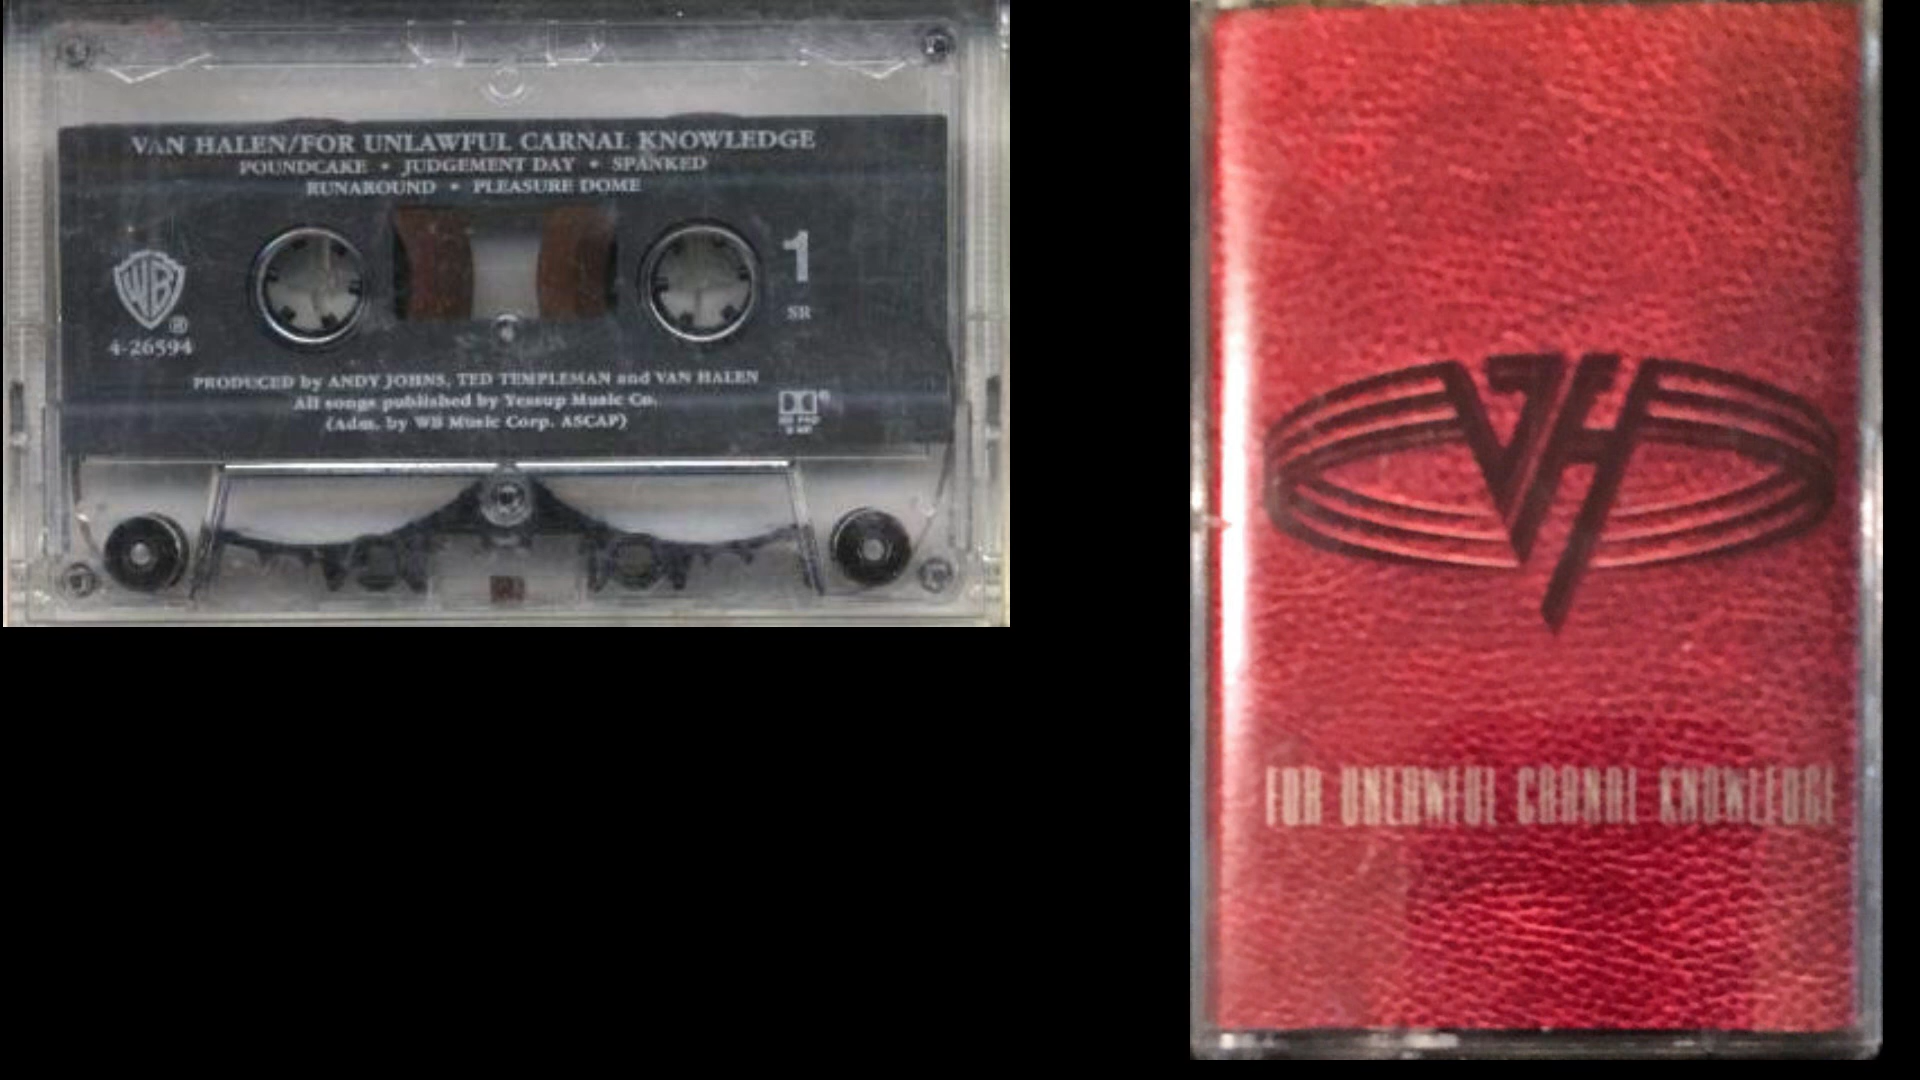 VAN HALEN/FOR UNLAWFUL CARNAL KNOWLEDGE
POUNDCAKE • JUDGEMENT DAY • SPANKED
RUNAROUND • PLEASURE DOME
1
SR
WB
®
4-26594
PRODUCED by ANDY JOHNS, TED TEMPLEMAN and VAN HALEN
All songs published by Yessup Music Co.
(Adm. by WB Music Corp. ASCAP)
VH
FOR UNLAWFUL CARNAL KNOWLEDGE